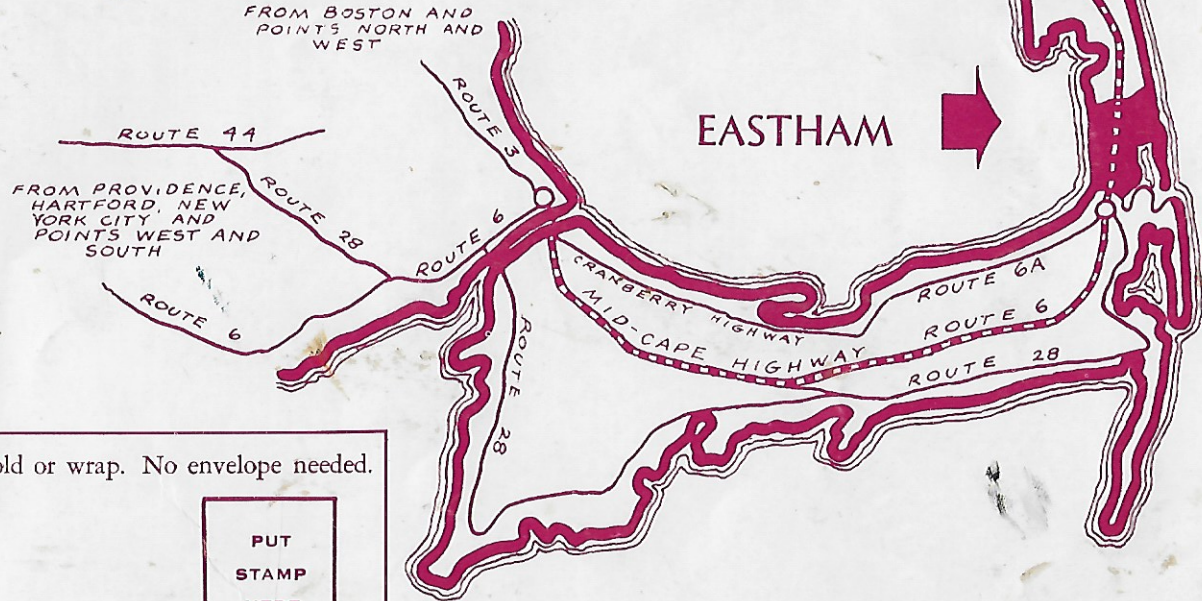 FROM BOSTON AND
POINTS NORTH AND
WEST
ROUTE 3
EASTHAM
ROUTE 44
FROM PROVIDENCE,
HARTFORD, NEW
YORK CITY, AND
POINTS WEST AND
SOUTH
ROUTE 28
ROUTE 6
ROUTE 6
CRANBERRY HIGHWAY
ROUTE 6A
MID-CAPE HIGHWAY
ROUTE 6
ROUTE 28
ROUTE 28
old or wrap. No envelope needed.
PUT
STAMP